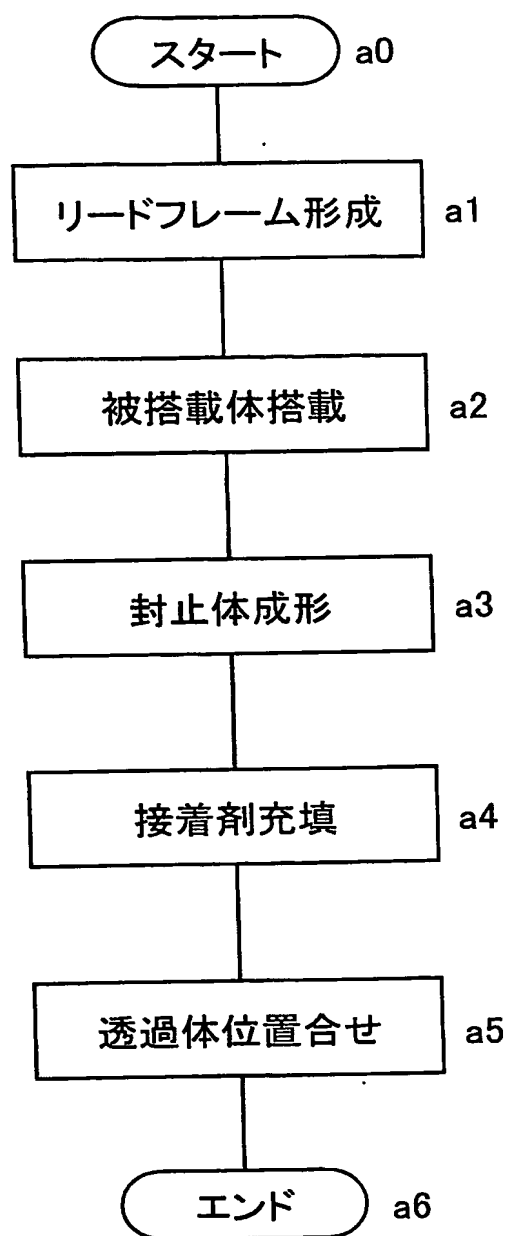 スタート a0
リードフレーム形成 a1
被搭載体搭載 a2
封止体成形 a3
接着剤充填 a4
透過体位置合せ a5
エンド a6